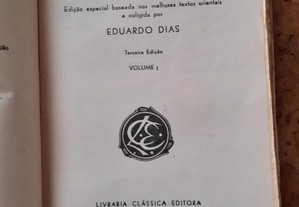 Edição especial baseada nos melhores textos orientais
e coligida por
EDUARDO DIAS
Terceira Edição
VOLUME I
LIVRARIA CLÁSSICA EDITORA